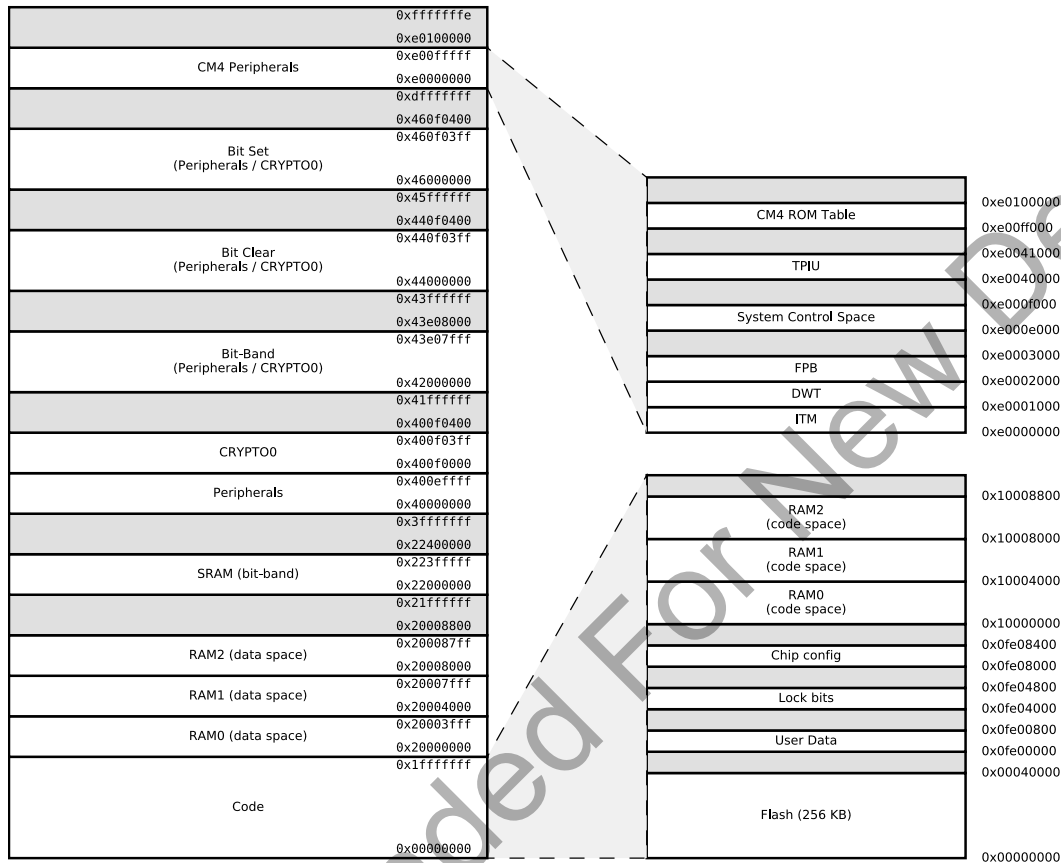 0xfffffffe
0xe0100000
0xe00fffff
CM4 Peripherals
0xe0000000
0xdfffffff
0x460f0400
0x460f03ff
Bit Set
(Peripherals / CRYPTO0)
0x46000000
0x45ffffff
0x440f0400
0x440f03ff
Bit Clear
(Peripherals / CRYPTO0)
0x44000000
0x43ffffff
0x43e08000
0x43e07fff
Bit-Band
(Peripherals / CRYPTO0)
0x42000000
0x41ffffff
0x400f0400
0x400f03ff
CRYPTO0
0x400f0000
0x400effff
Peripherals
0x40000000
0x3fffffff
0x22400000
0x223fffff
SRAM (bit-band)
0x22000000
0x21ffffff
0x20008800
0x200087ff
RAM2 (data space)
0x20008000
0x20007fff
RAM1 (data space)
0x20004000
0x20003fff
RAM0 (data space)
0x20000000
0x1fffffff
Code
0x00000000
0xe0100000
CM4 ROM Table
0xe00ff000
0xe0041000
TPIU
0xe0040000
0xe000f000
System Control Space
0xe000e000
0xe0003000
FPB
0xe0002000
DWT
0xe0001000
ITM
0xe0000000
0x10008800
RAM2
(code space)
0x10008000
RAM1
(code space)
0x10004000
RAM0
(code space)
0x10000000
0x0fe08400
Chip config
0x0fe08000
0x0fe04800
Lock bits
0x0fe04000
0x0fe00800
User Data
0x0fe00000
0x00040000
Flash (256 KB)
0x00000000
ded For New De